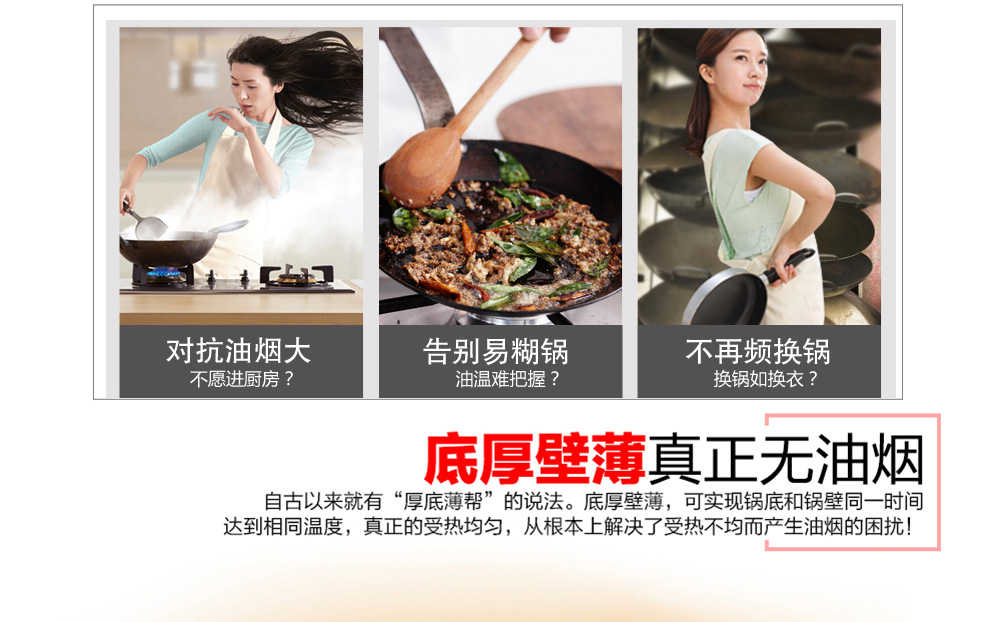 对抗油烟大
不愿进厨房？
告别易糊锅
油温难把握？
不再频换锅
换锅如换衣？
底厚壁薄真正无油烟
自古以来就有“厚底薄帮”的说法。底厚壁薄，可实现锅底和锅壁同一时间
达到相同温度，真正的受热均匀，从根本上解决了受热不均而产生油烟的困扰！